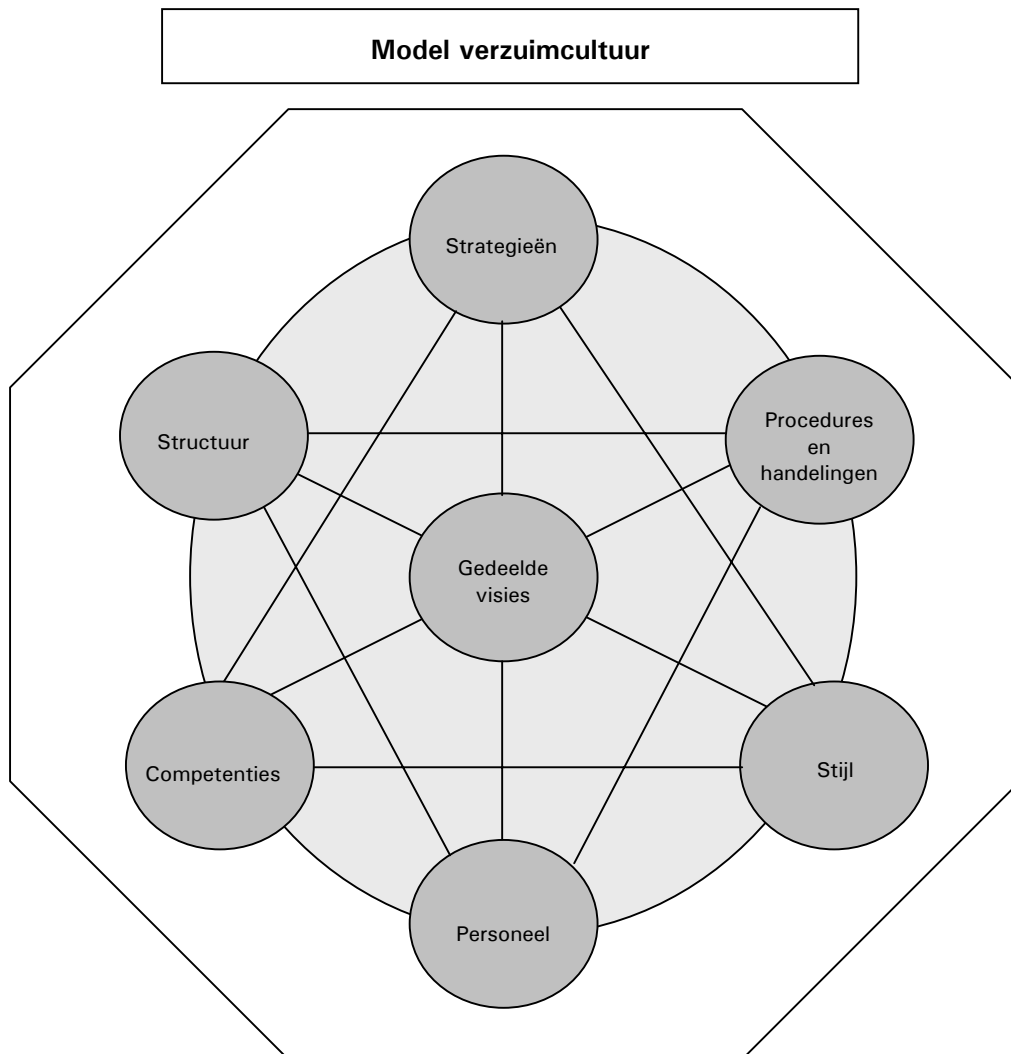 Model verzuimcultuur
Strategieën
Structuur
Procedures
en
handelingen
Gedeelde
visies
Competenties
Stijl
Personeel